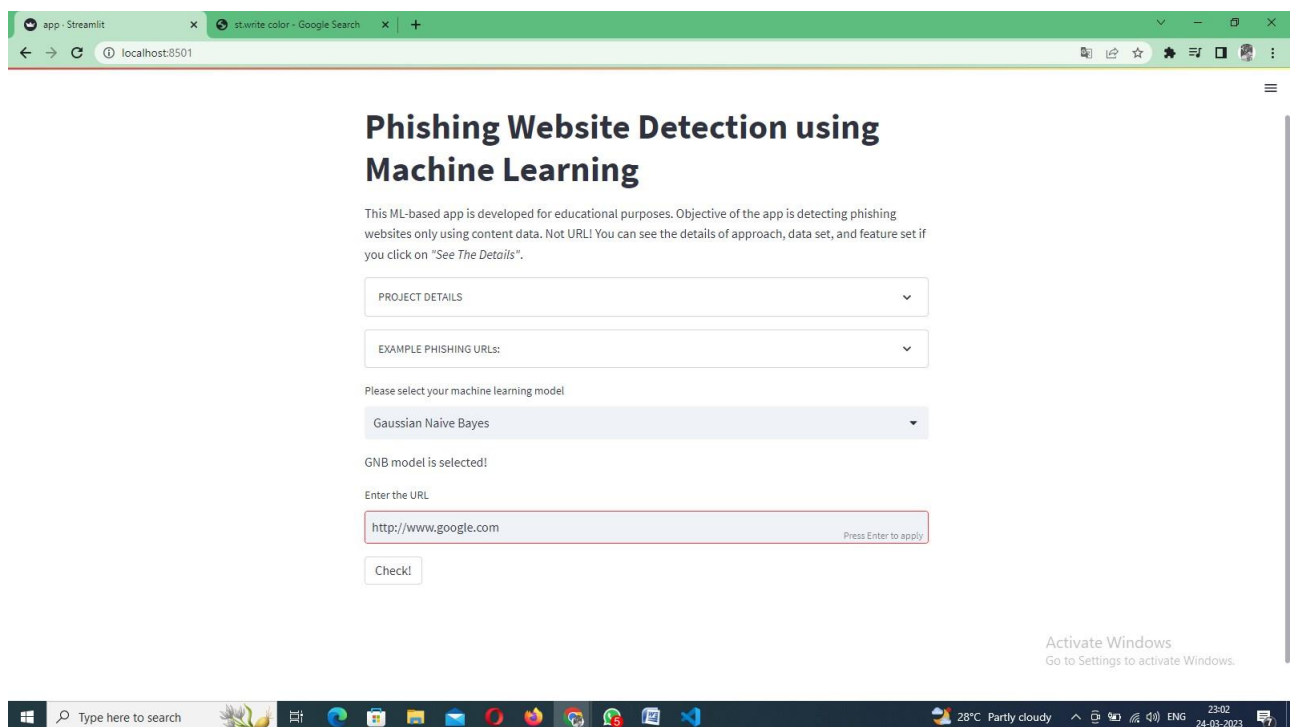 app · Streamlit
st.write color - Google Search
localhost:8501
Phishing Website Detection using
Machine Learning
This ML-based app is developed for educational purposes. Objective of the app is detecting phishing
websites only using content data. Not URL! You can see the details of approach, data set, and feature set if
you click on "See The Details".
PROJECT DETAILS
EXAMPLE PHISHING URLs:
Please select your machine learning model
Gaussian Naive Bayes
GNB model is selected!
Enter the URL
http://www.google.com
Press Enter to apply
Check!
Activate Windows
Go to Settings to activate Windows.
Type here to search
28°C Partly cloudy
ENG
23:02
24-03-2023